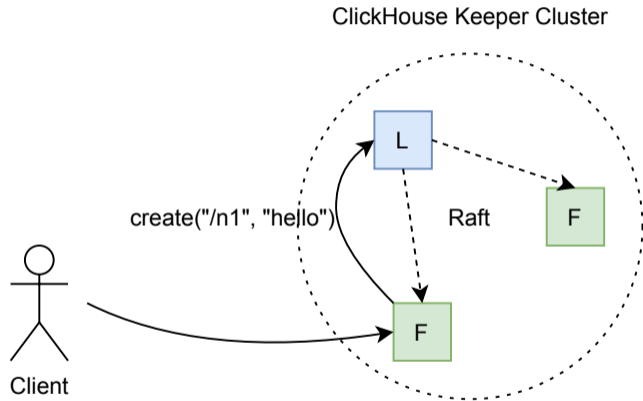 ClickHouse Keeper Cluster
L
create("/n1", "hello")
Raft
F
F
Client